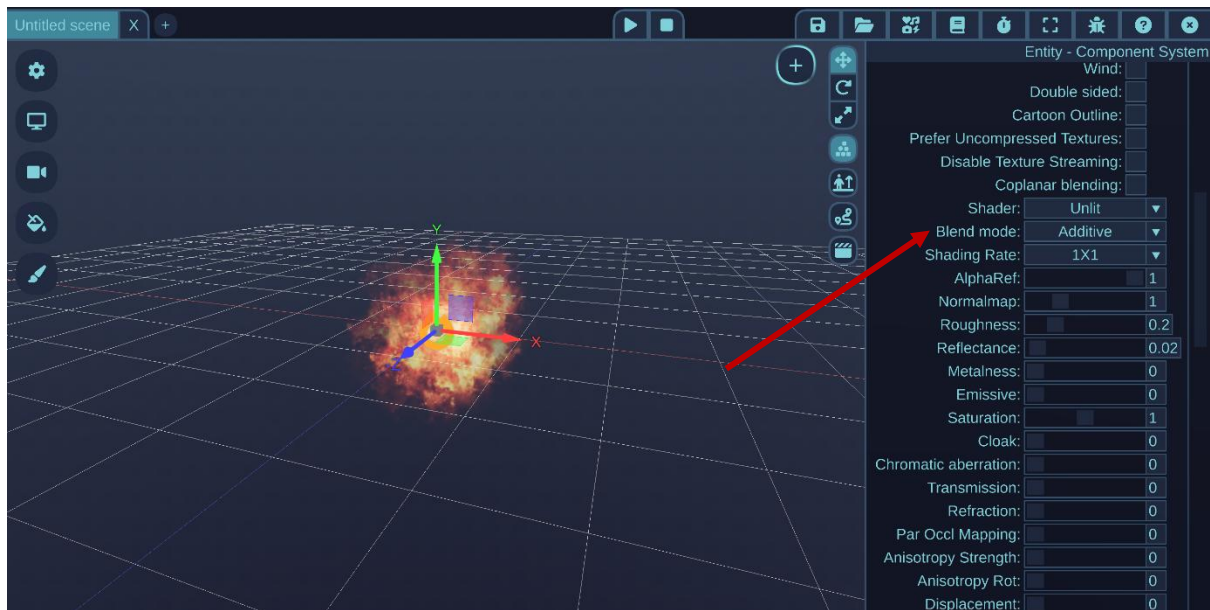 Untitled scene X +
Entity - Component System
Wind:
Double sided:
Cartoon Outline:
Prefer Uncompressed Textures:
Disable Texture Streaming:
Coplanar blending:
Shader: Unlit
Blend mode: Additive
Shading Rate: 1X1
AlphaRef: 1
Normalmap: 1
Roughness: 0.2
Reflectance: 0.02
Metalness: 0
Emissive: 0
Saturation: 1
Cloak: 0
Chromatic aberration: 0
Transmission: 0
Refraction: 0
Par Occl Mapping: 0
Anisotropy Strength: 0
Anisotropy Rot: 0
Displacement: 0
Y
X